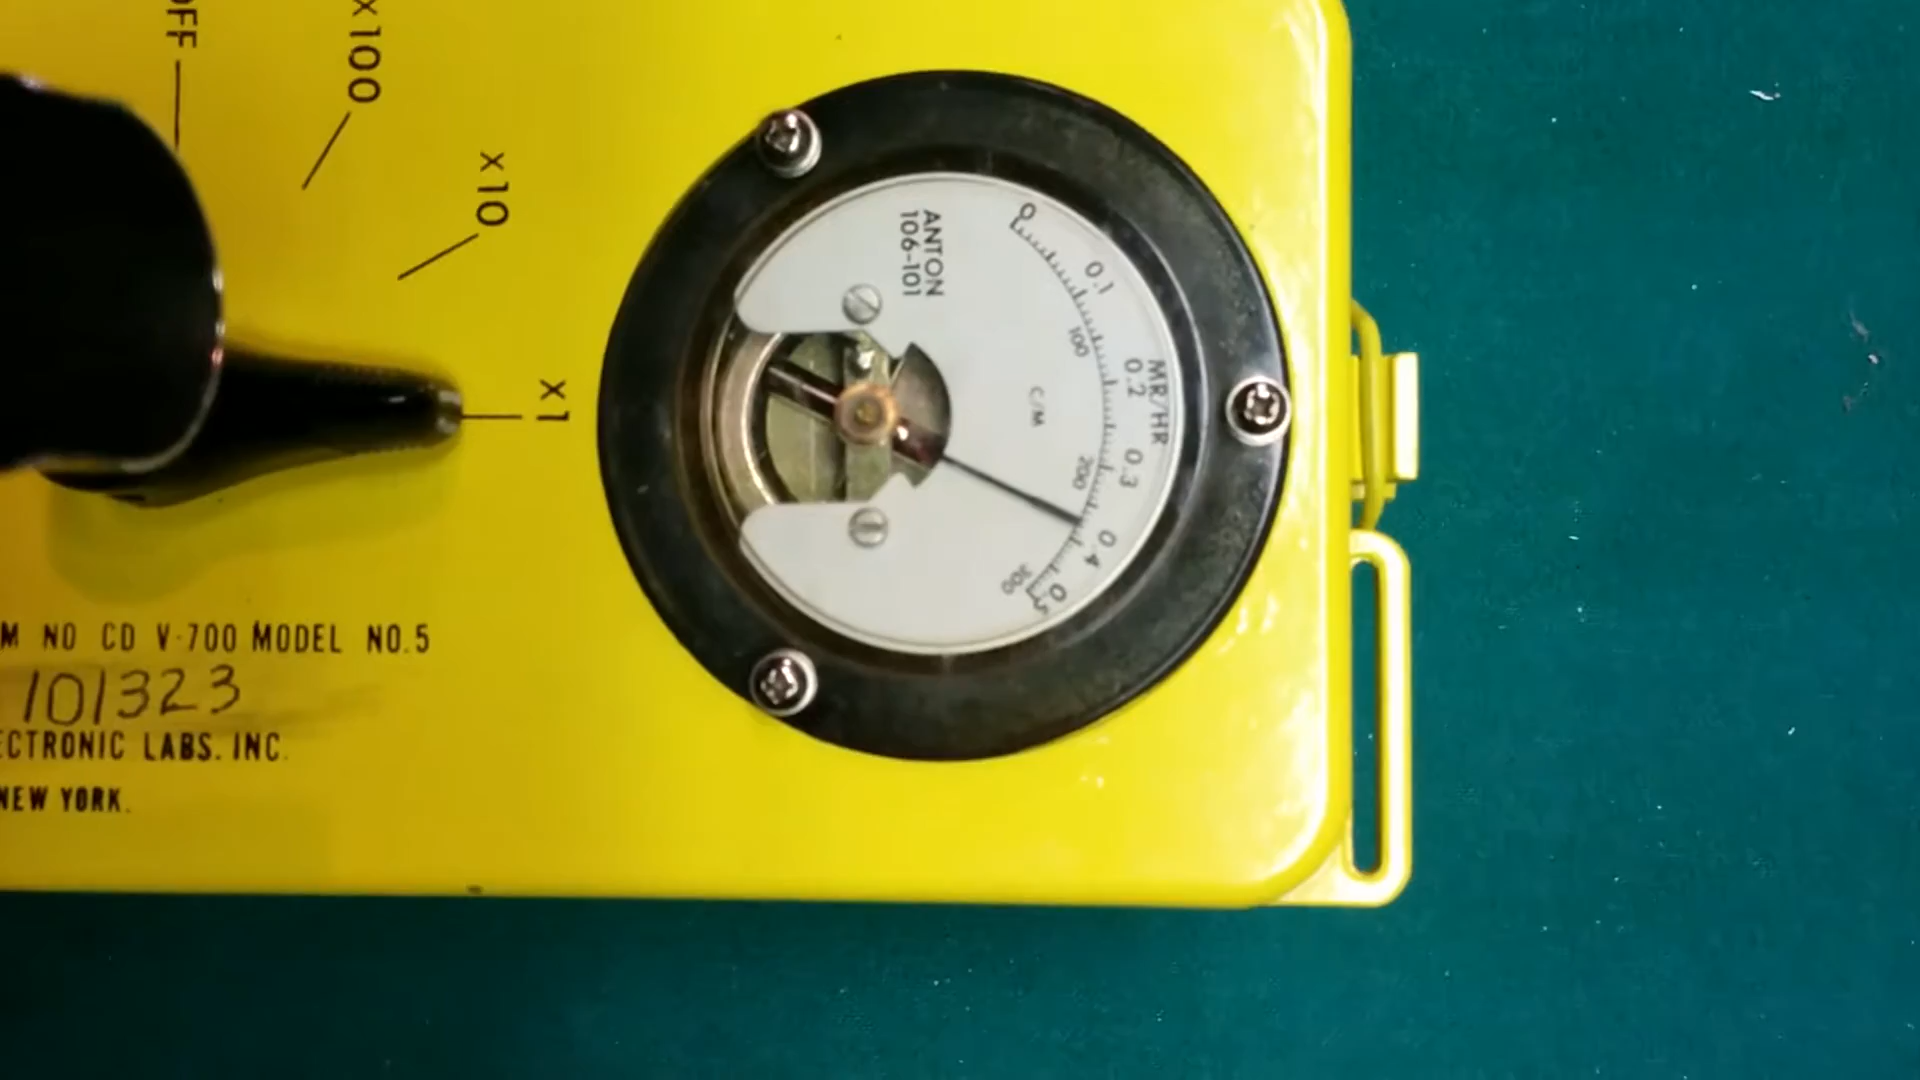 OFF
X100
X10
X1
ANTON
106-101
0
0.1
0.2
0.3
0.4
0.5
MR/HR
100
200
300
C/M
M NO CD V-700 MODEL NO.5
101323
ECTRONIC LABS. INC.
NEW YORK.